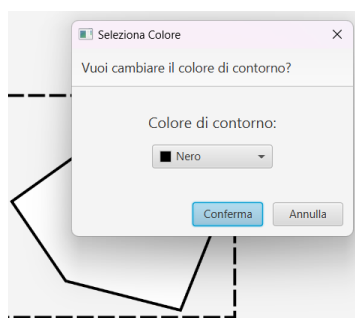 Seleziona Colore
Vuoi cambiare il colore di contorno?
Colore di contorno:
Nero
Conferma Annulla